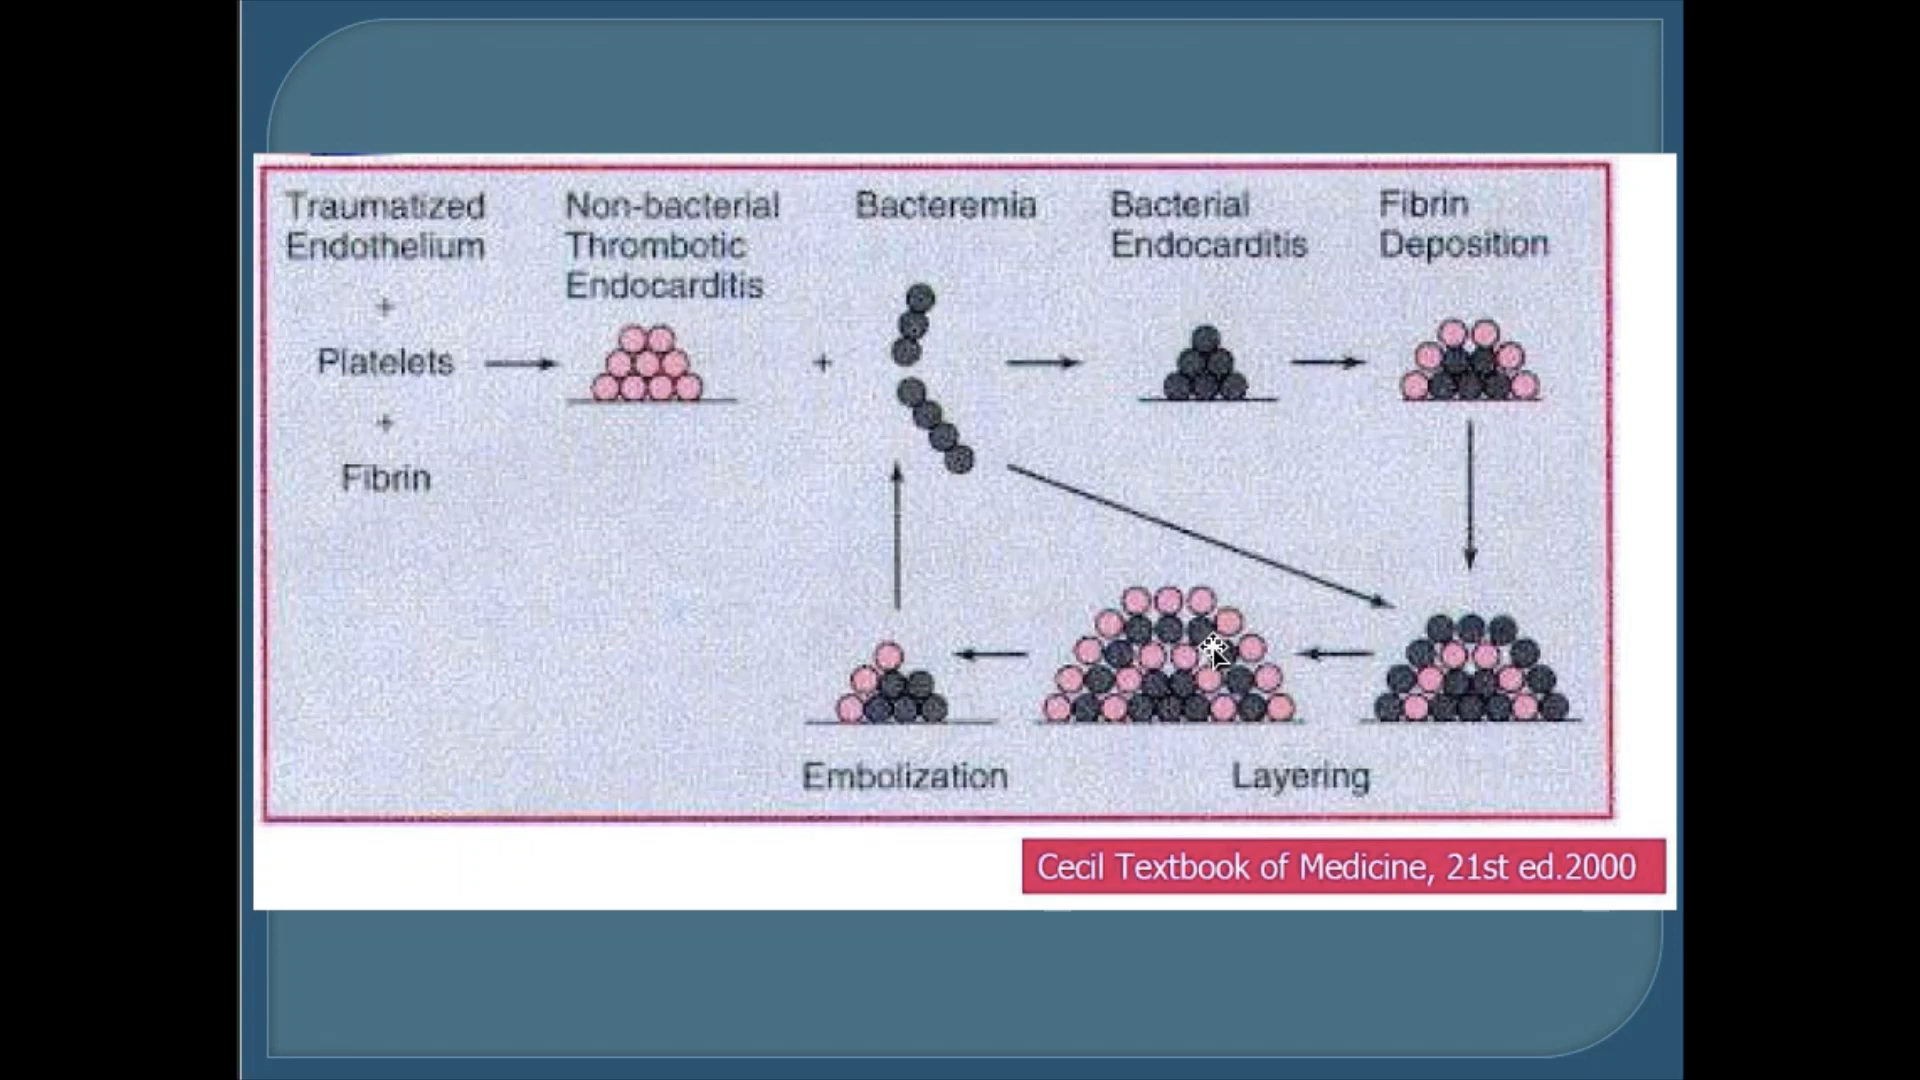 Traumatized
Endothelium
+
Platelets
+
Fibrin
Non-bacterial
Thrombotic
Endocarditis
+
Bacteremia
Bacterial
Endocarditis
Fibrin
Deposition
Embolization
Layering
Cecil Textbook of Medicine, 21st ed.2000